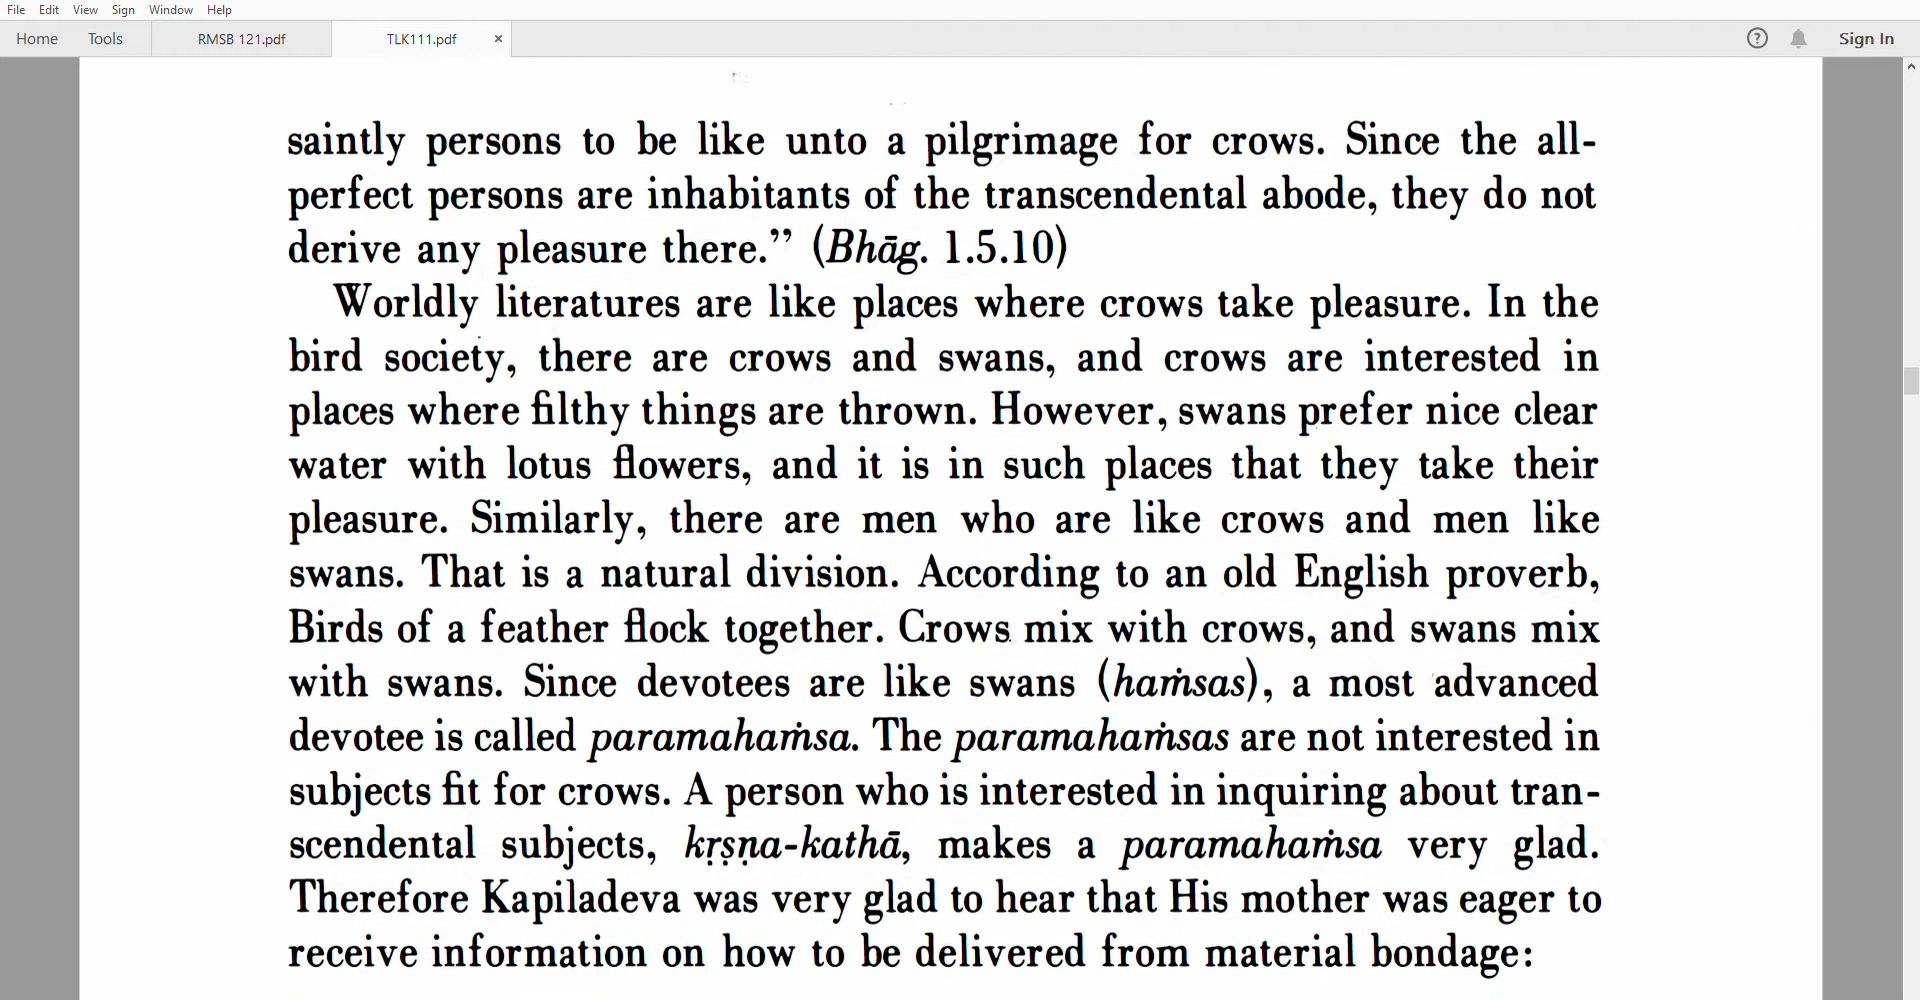 File Edit View Sign Window Help
Home Tools RMSB 121.pdf TLK111.pdf × ? Sign In
saintly persons to be like unto a pilgrimage for crows. Since the all-
perfect persons are inhabitants of the transcendental abode, they do not
derive any pleasure there.” (Bhāg. 1.5.10)
Worldly literatures are like places where crows take pleasure. In the
bird society, there are crows and swans, and crows are interested in
places where filthy things are thrown. However, swans prefer nice clear
water with lotus flowers, and it is in such places that they take their
pleasure. Similarly, there are men who are like crows and men like
swans. That is a natural division. According to an old English proverb,
Birds of a feather flock together. Crows mix with crows, and swans mix
with swans. Since devotees are like swans (haṁsas), a most advanced
devotee is called paramahaṁsa. The paramahaṁsas are not interested in
subjects fit for crows. A person who is interested in inquiring about tran-
scendental subjects, kṛṣṇa-kathā, makes a paramahaṁsa very glad.
Therefore Kapiladeva was very glad to hear that His mother was eager to
receive information on how to be delivered from material bondage: